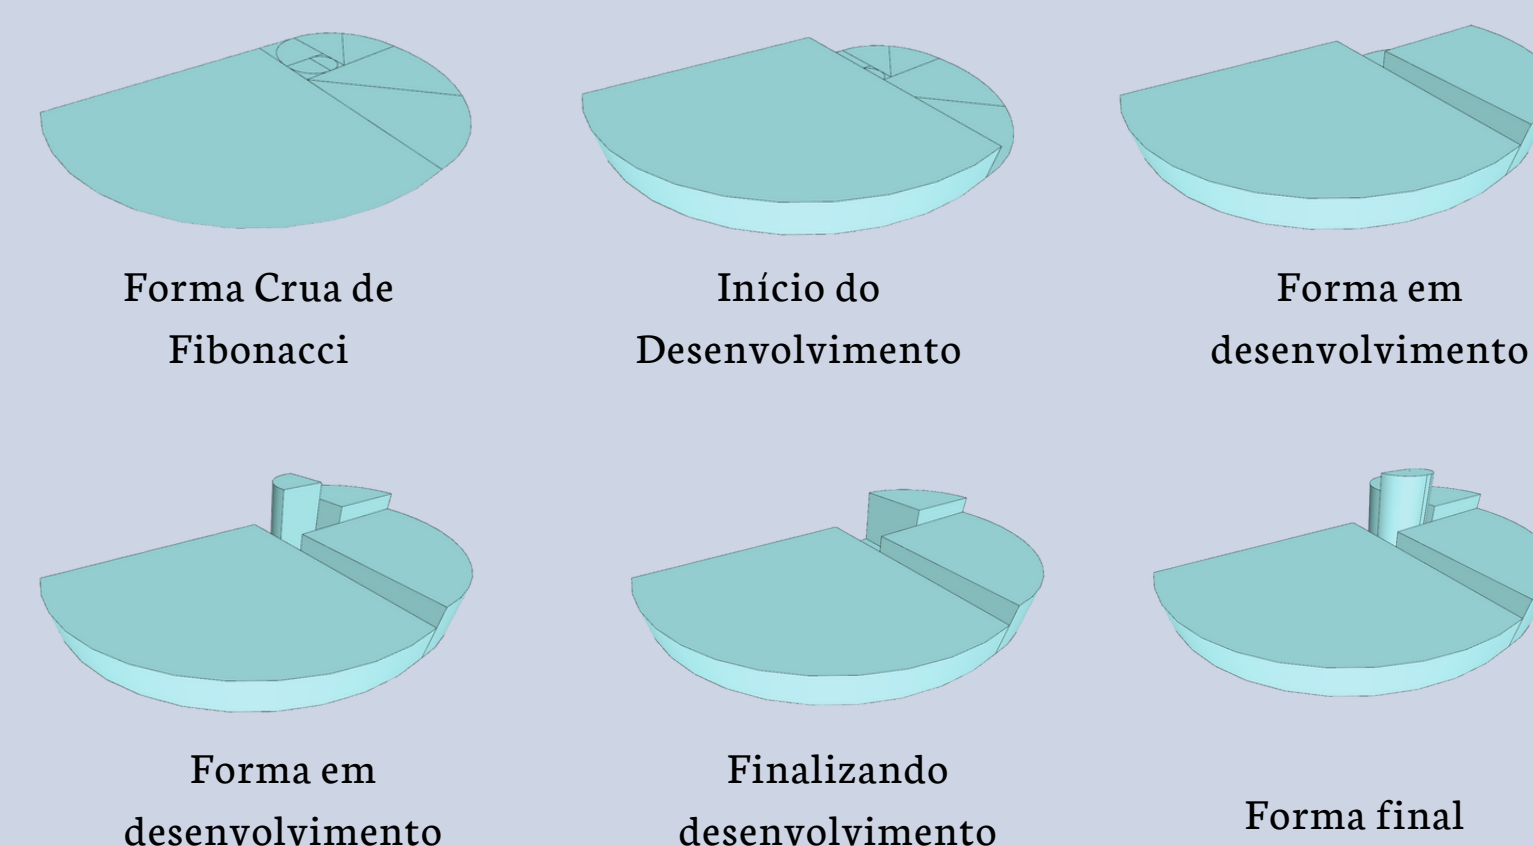 Forma Crua de
Fibonacci
Início do
Desenvolvimento
Forma em
desenvolvimento
Forma em
desenvolvimento
Finalizando
desenvolvimento
Forma final